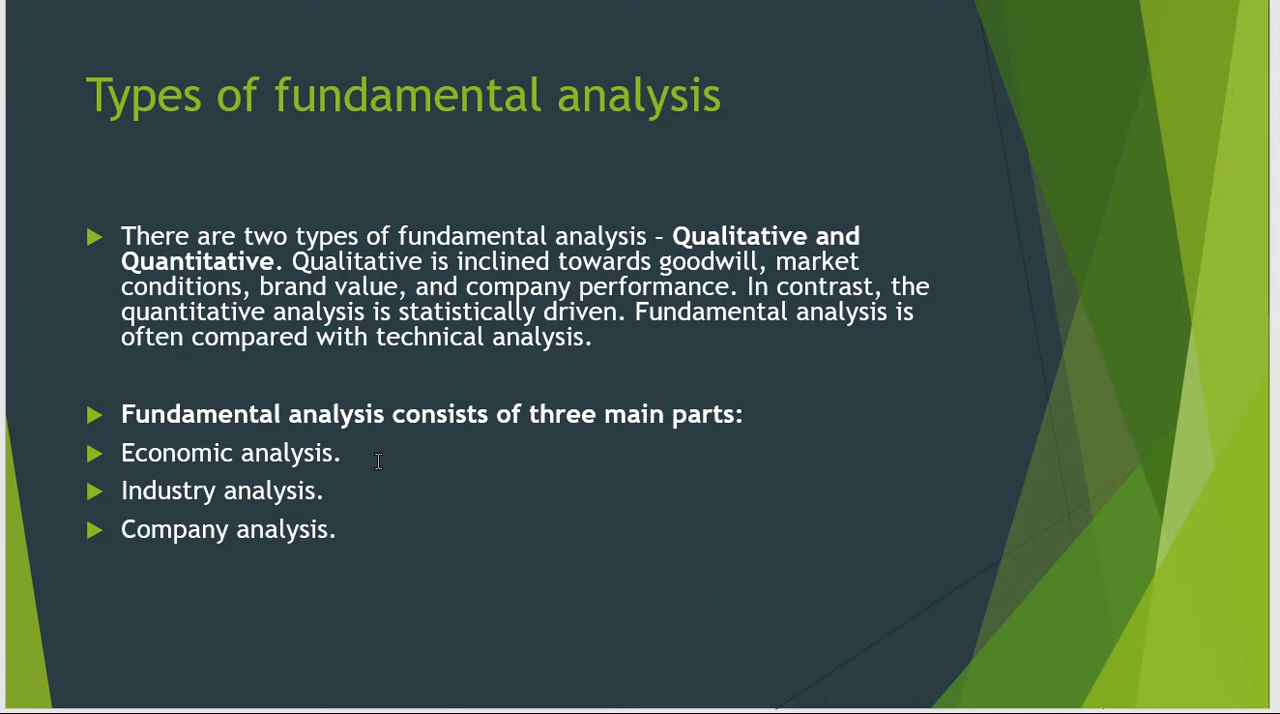 Types of fundamental analysis
There are two types of fundamental analysis – Qualitative and
Quantitative. Qualitative is inclined towards goodwill, market
conditions, brand value, and company performance. In contrast, the
quantitative analysis is statistically driven. Fundamental analysis is
often compared with technical analysis.
Fundamental analysis consists of three main parts:
Economic analysis.
Industry analysis.
Company analysis.